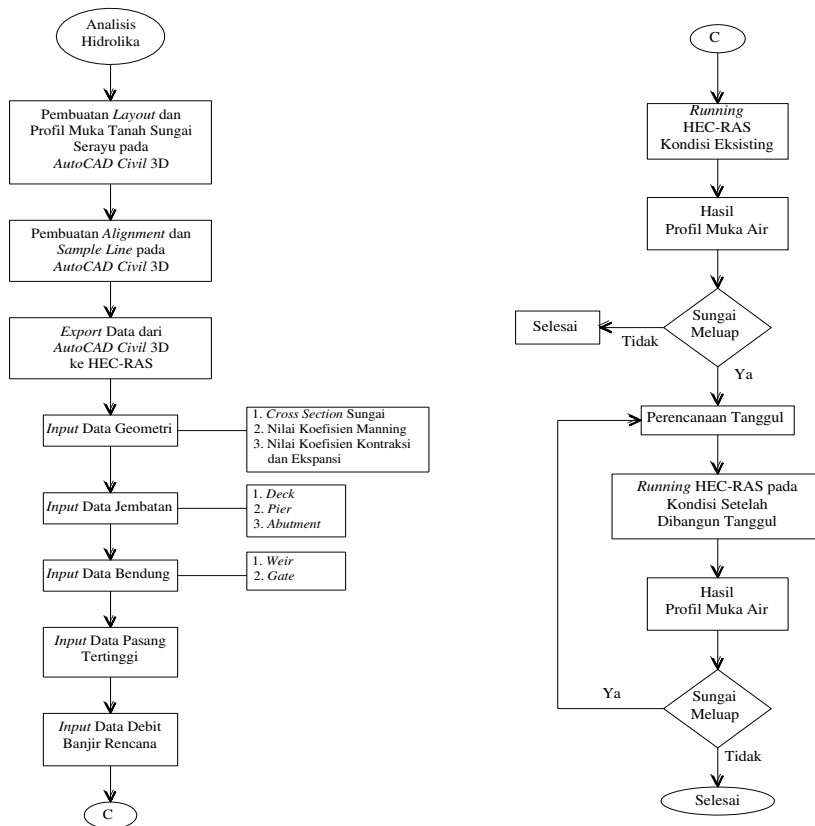 Analisis
Hidrolika
Pembuatan Layout dan
Profil Muka Tanah Sungai
Serayu pada
AutoCAD Civil 3D
Pembuatan Alignment dan
Sample Line pada
AutoCAD Civil 3D
Export Data dari
AutoCAD Civil 3D
ke HEC-RAS
Input Data Geometri
1. Cross Section Sungai
2. Nilai Koefisien Manning
3. Nilai Koefisien Kontraksi
dan Ekspansi
Input Data Jembatan
1. Deck
2. Pier
3. Abutment
Input Data Bendung
1. Weir
2. Gate
Input Data Pasang
Tertinggi
Input Data Debit
Banjir Rencana
C
C
Running
HEC-RAS
Kondisi Eksisting
Hasil
Profil Muka Air
Sungai
Meluap
Tidak
Selesai
Ya
Perencanaan Tanggul
Running HEC-RAS pada
Kondisi Setelah
Dibangun Tanggul
Hasil
Profil Muka Air
Sungai
Meluap
Ya
Tidak
Selesai